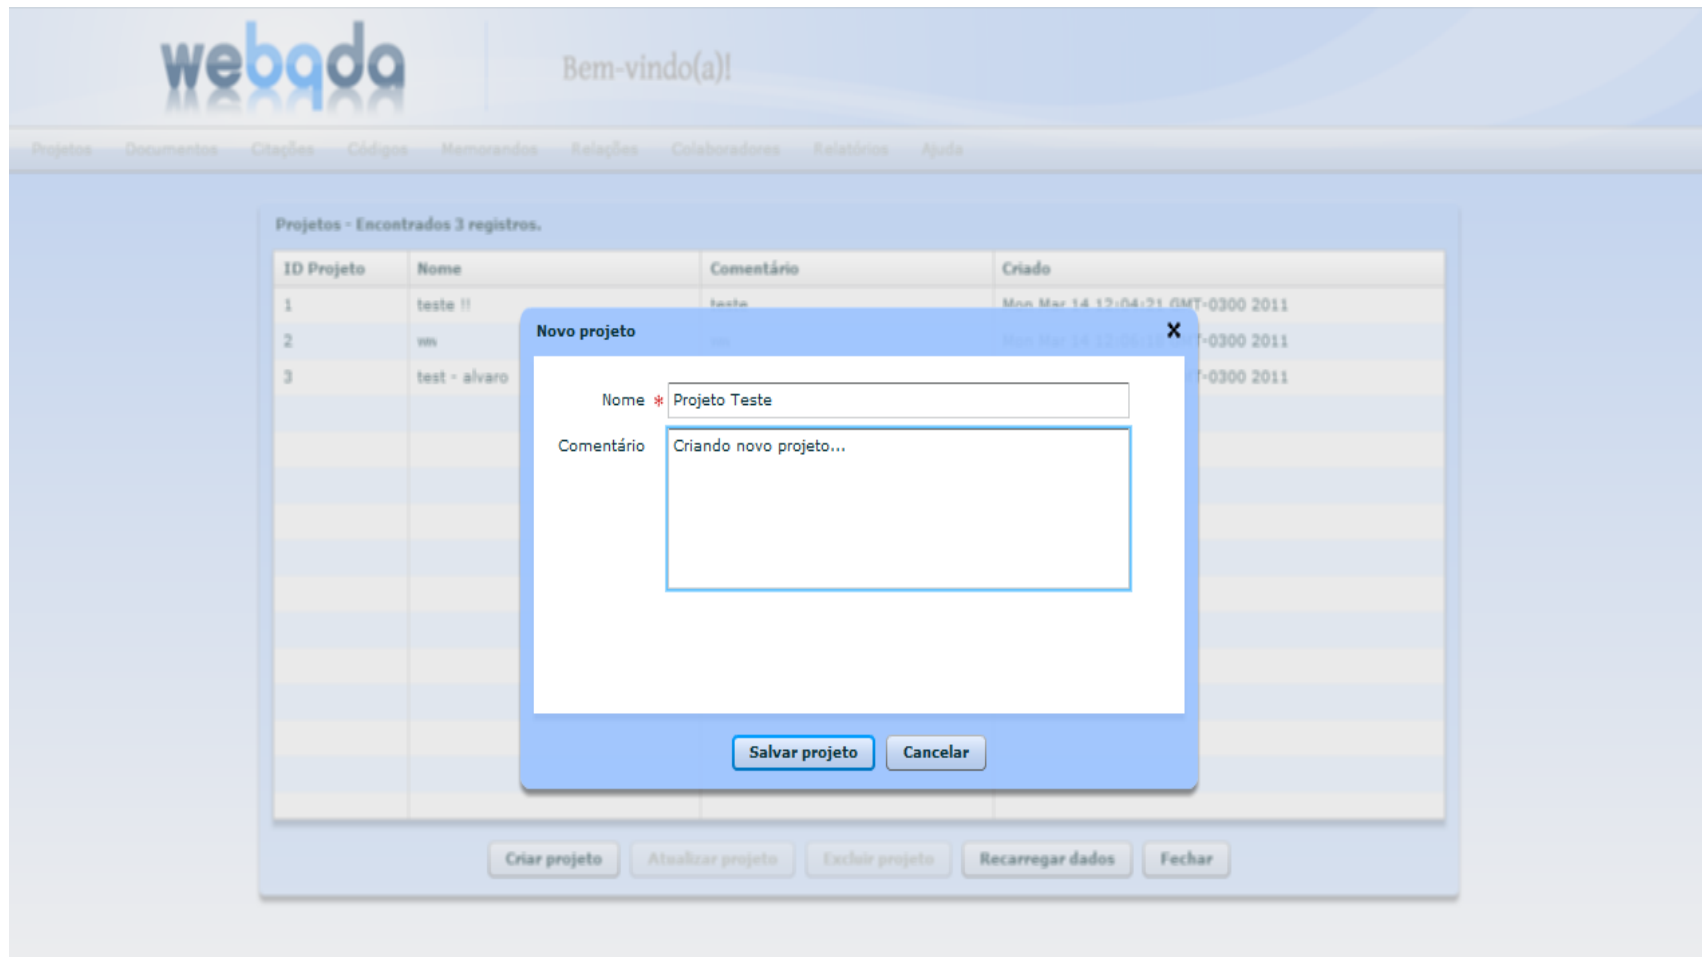 webqda
Bem-vindo(a)!
Projetos Documentos Citações Códigos Memorandos Relações Colaboradores Relatórios Ajuda
Projetos - Encontrados 3 registros.
ID Projeto Nome Comentário Criado
1 teste !! teste Mon Mar 14 12:04:21 GMT-0300 2011
2 -0300 2011
3 test - alvaro -0300 2011
Novo projeto X
Nome * Projeto Teste
Comentário Criando novo projeto...
Salvar projeto Cancelar
Criar projeto Atualizar projeto Excluir projeto Recarregar dados Fechar